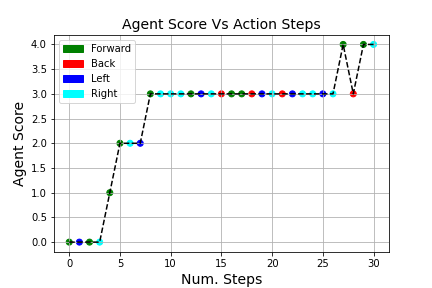 Agent Score Vs Action Steps
4.0
3.5
3.0
2.5
2.0
1.5
1.0
0.5
0.0
Agent Score
Forward
Back
Left
Right
0 5 10 15 20 25 30
Num. Steps